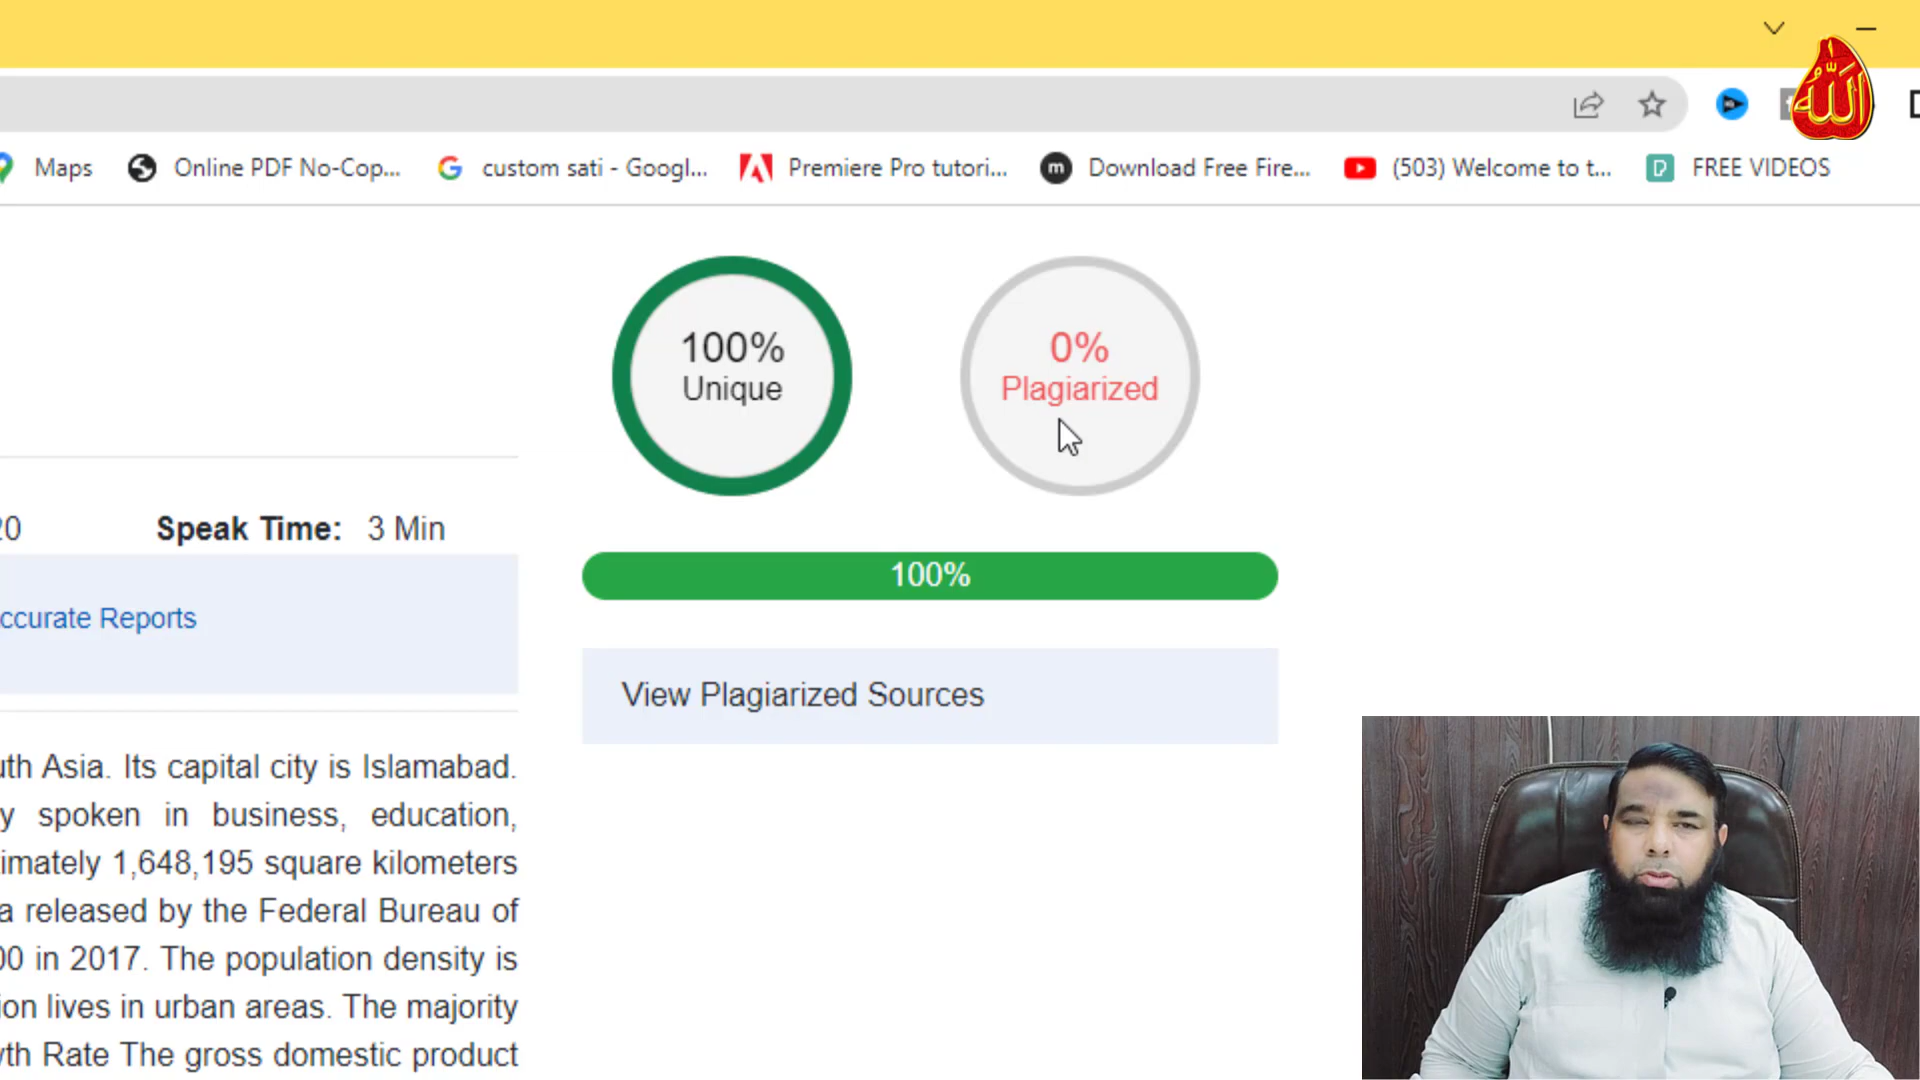 الله
Maps
Online PDF No-Cop...
custom sati - Googl...
Premiere Pro tutori...
m
Download Free Fire...
(503) Welcome to t...
FREE VIDEOS
100%
Unique
0%
Plagiarized
20
Speak Time: 3 Min
100%
ccurate Reports
View Plagiarized Sources
uth Asia. Its capital city is Islamabad.
y spoken in business, education,
imately 1,648,195 square kilometers
a released by the Federal Bureau of
00 in 2017. The population density is
ion lives in urban areas. The majority
vth Rate The gross domestic product